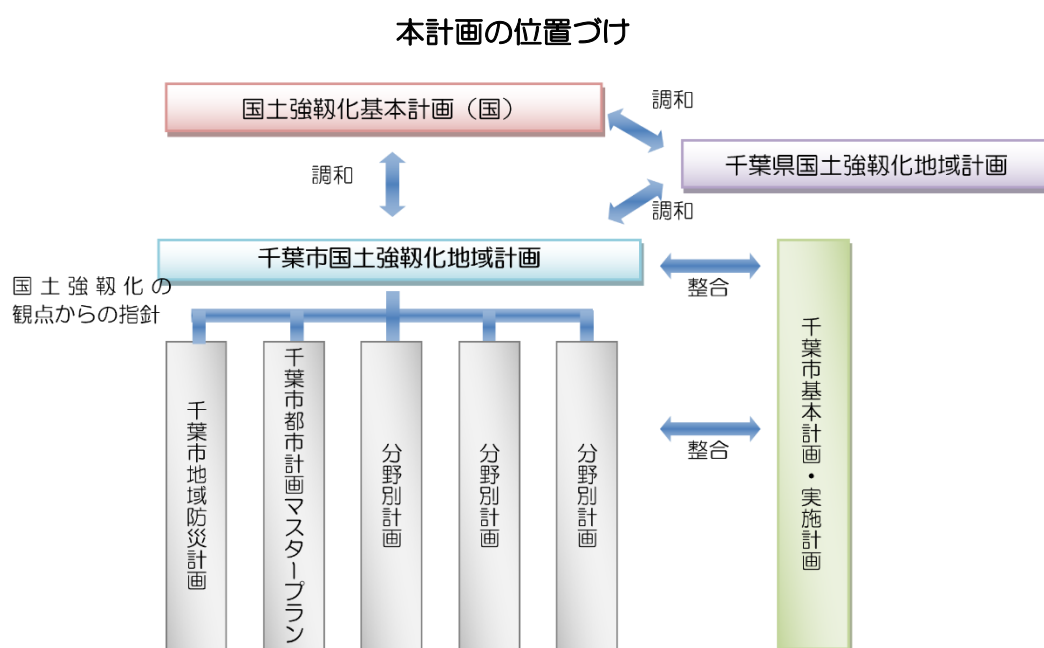 本計画の位置づけ
国土強靱化基本計画（国）
調和
千葉県国土強靱化地域計画
調和
調和
千葉市国土強靱化地域計画
国土強靱化の
観点からの指針
整合
千葉市地域防災計画
千葉市都市計画マスタープラン
分野別計画
分野別計画
分野別計画
整合
千葉市基本計画・実施計画